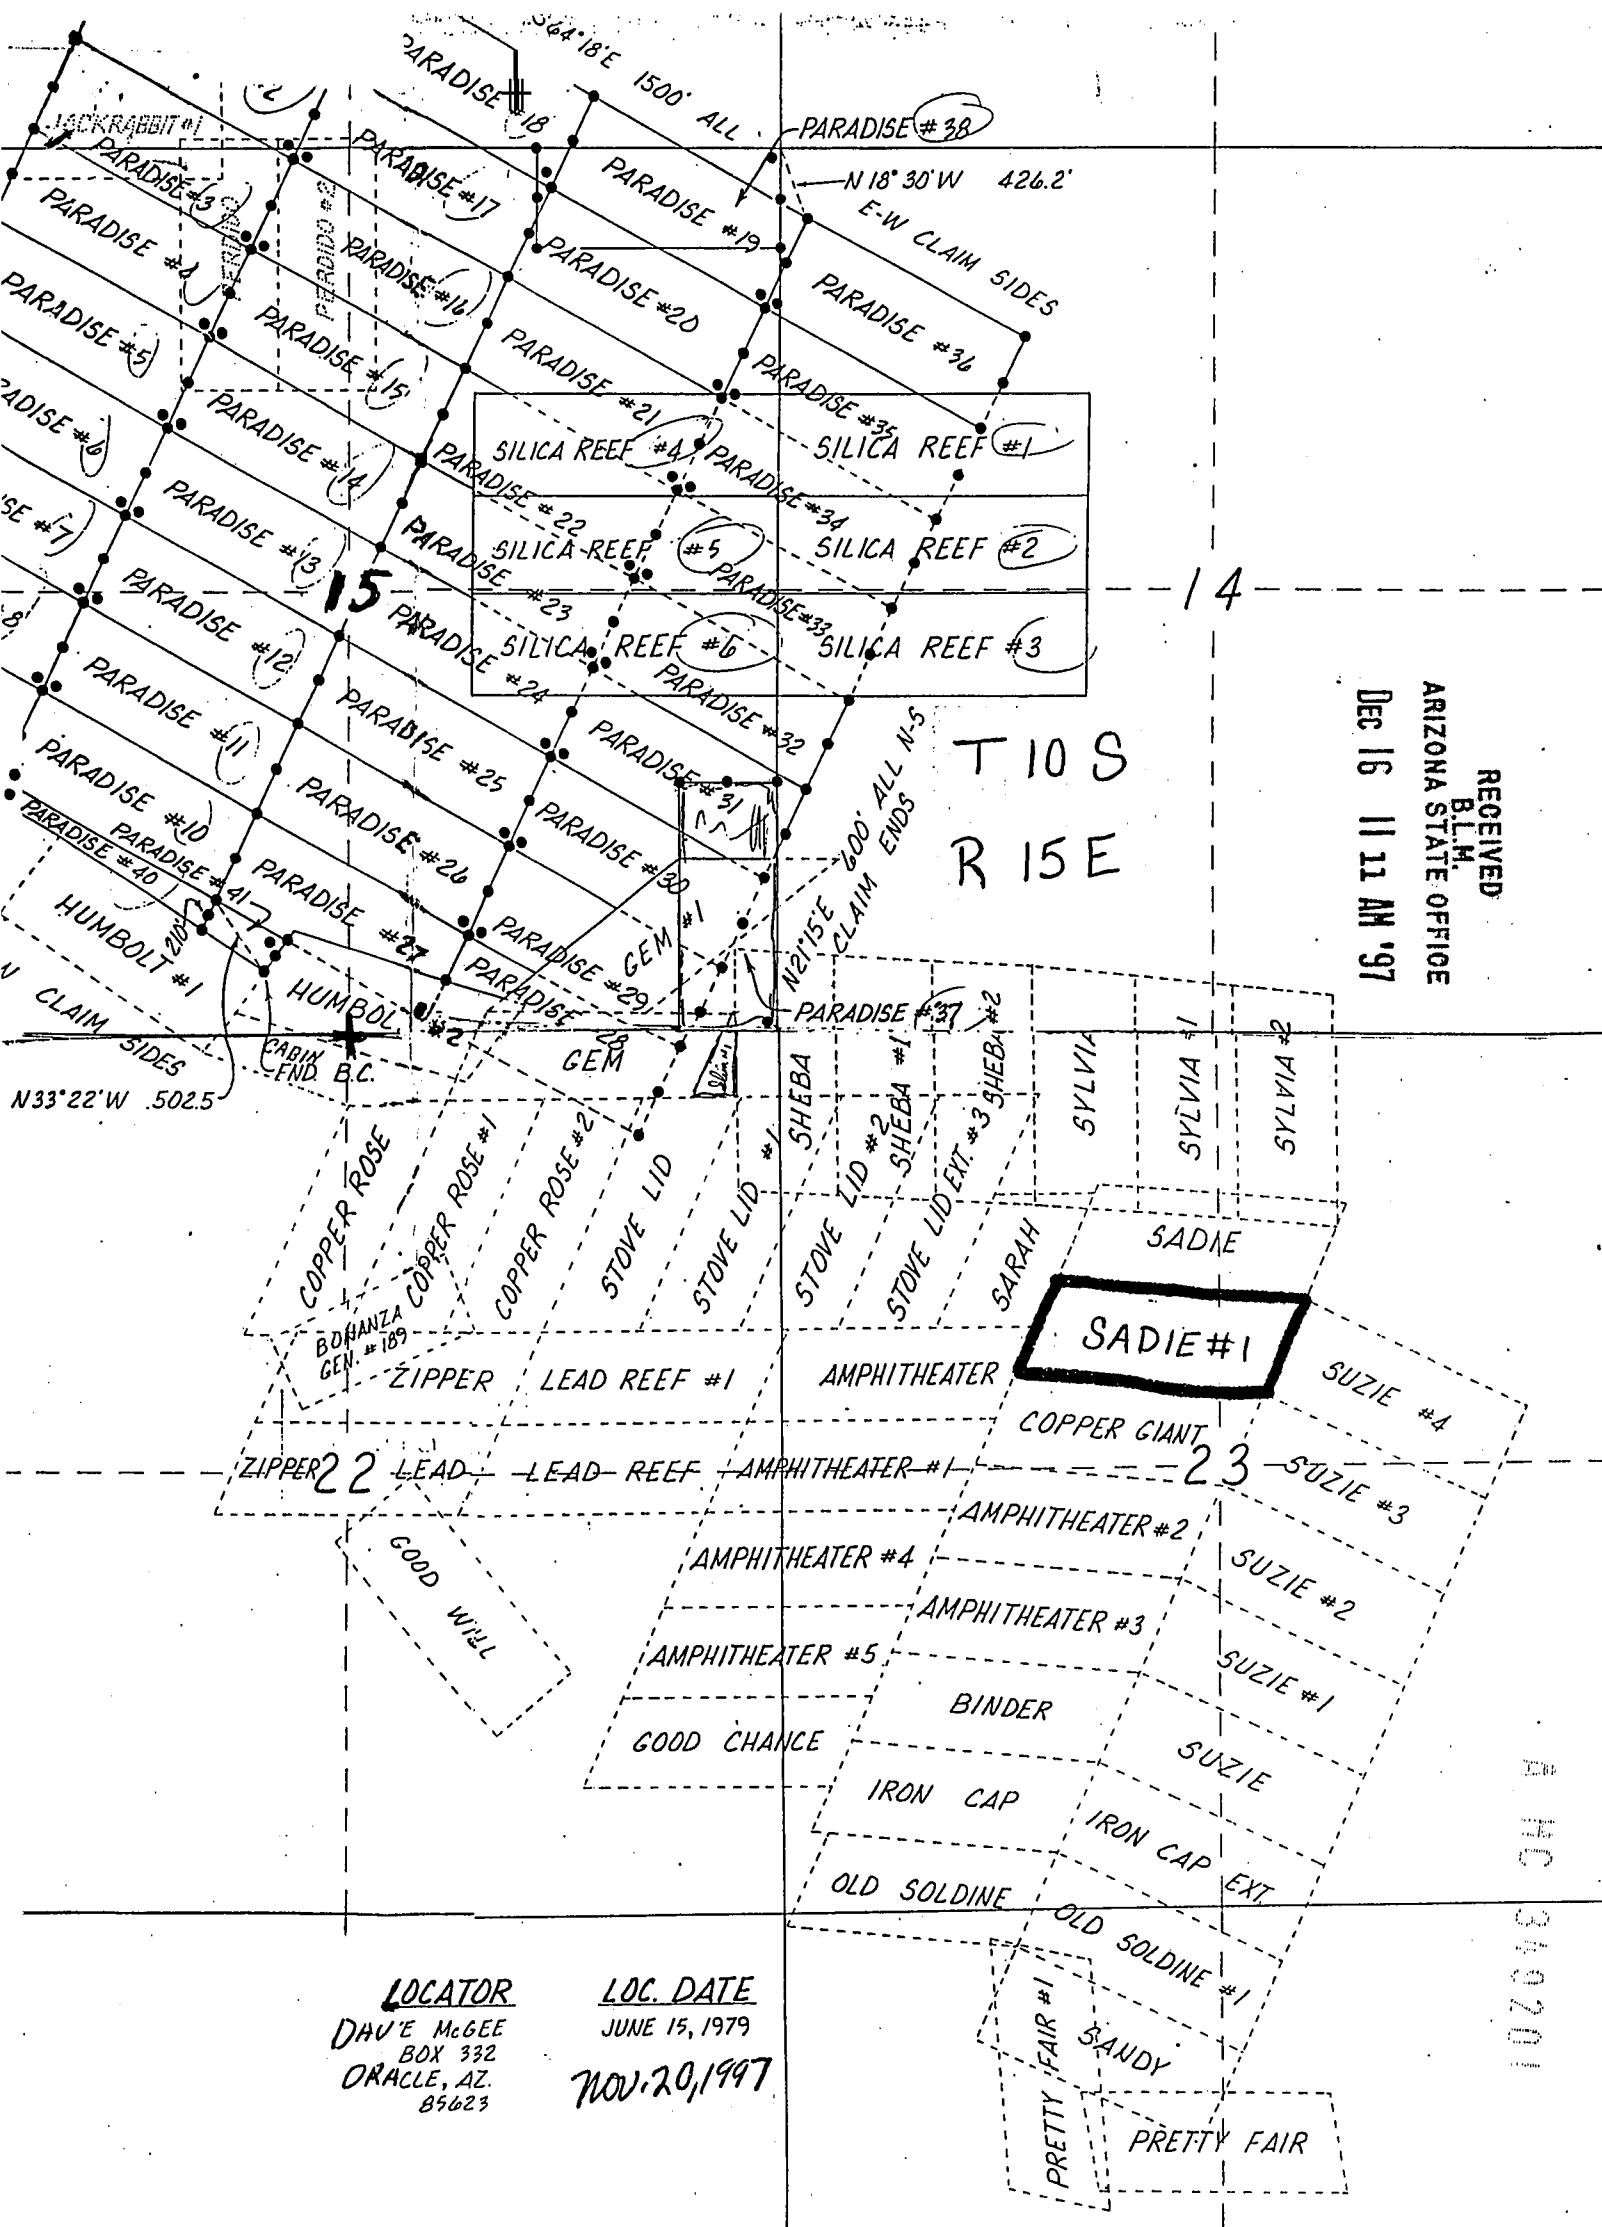 S64°18'E 1500' ALL
E-W CLAIM SIDES
PARADISE #18
PARADISE #38
N 18° 30' W 426.2'
JACKRABBIT #1
PARADISE #3
PARADISE #17
PARADISE #19
PARADISE #4
PERDIDO #2
PARADISE #16
PARADISE #20
PARADISE #36
PARADISE #5
PARADISE #15
PARADISE #21
PARADISE #35
#6
PARADISE #14
PARADISE #22
PARADISE #34
SILICA REEF #4
SILICA REEF #1
#7
PARADISE #13
PARADISE #23
PARADISE #33
SILICA REEF #5
SILICA REEF #2
15
14
8
PARADISE #12
PARADISE #24
PARADISE #32
SILICA REEF #6
SILICA REEF #3
PARADISE #11
PARADISE #25
PARADISE #31
T 10 S
R 15 E
RECEIVED
B.L.M.
ARIZONA STATE OFFICE
DEC 16 11 11 AM '97
PARADISE #10
PARADISE #26
PARADISE #30
PARADISE #40
PARADISE #41
PARADISE #27
PARADISE #29
PARADISE 28
N21°15'E 600' ALL N-S
CLAIM ENDS
GEM #1
PARADISE #37
HUMBOLT #1
210'
HUMBOL #2
CLAIM SIDES
CABIN
END. B.C.
N33°22'W .502.5
GEM
SHEBA
SHEBA #1
SHEBA #2
SYLVIA
SYLVIA #1
SYLVIA #2
COPPER ROSE
COPPER ROSE #1
COPPER ROSE #2
STOVE LID
STOVE LID #1
STOVE LID #2
STOVE LID EXT. #3
SARAH
SADIE
SADIE #1
BONANZA
GEN. #189
ZIPPER
LEAD REEF #1
AMPHITHEATER
COPPER GIANT
SUZIE #4
ZIPPER
22
LEAD
LEAD REEF
AMPHITHEATER #1
23
SUZIE #3
AMPHITHEATER #2
GOOD WILL
AMPHITHEATER #4
SUZIE #2
AMPHITHEATER #3
AMPHITHEATER #5
SUZIE #1
BINDER
GOOD CHANCE
SUZIE
IRON CAP
IRON CAP EXT.
OLD SOLDINE
OLD SOLDINE #1
SANDY
PRETTY FAIR #1
PRETTY FAIR
LOCATOR
DAVE McGEE
BOX 332
ORACLE, AZ.
85623
LOC. DATE
JUNE 15, 1979
NOV. 20, 1997